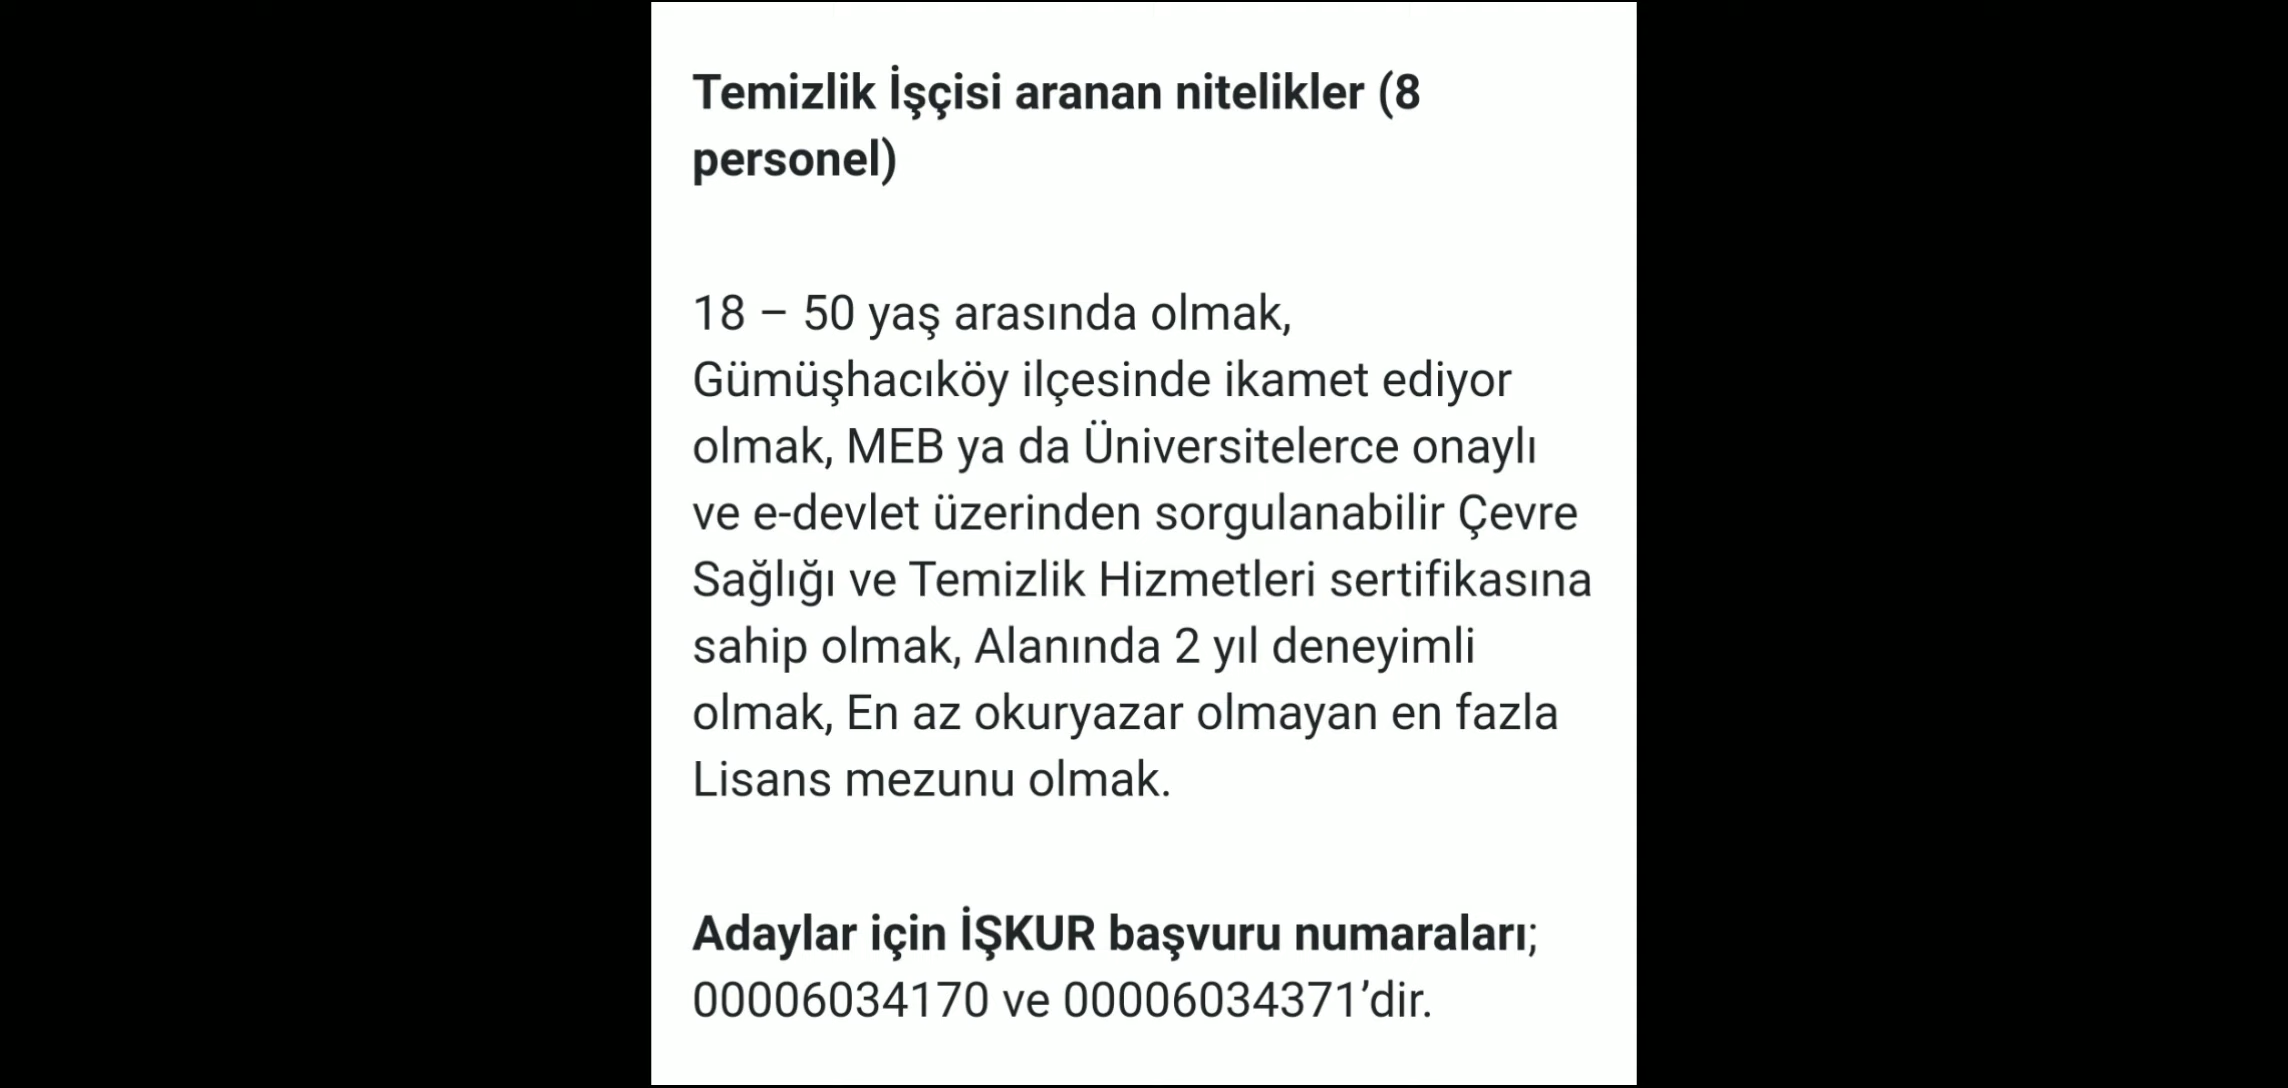 Temizlik İşçisi aranan nitelikler (8
personel)
18 – 50 yaş arasında olmak,
Gümüşhacıköy ilçesinde ikamet ediyor
olmak, MEB ya da Üniversitelerce onaylı
ve e-devlet üzerinden sorgulanabilir Çevre
Sağlığı ve Temizlik Hizmetleri sertifikasına
sahip olmak, Alanında 2 yıl deneyimli
olmak, En az okuryazar olmayan en fazla
Lisans mezunu olmak.
Adaylar için İŞKUR başvuru numaraları;
00006034170 ve 00006034371’dir.